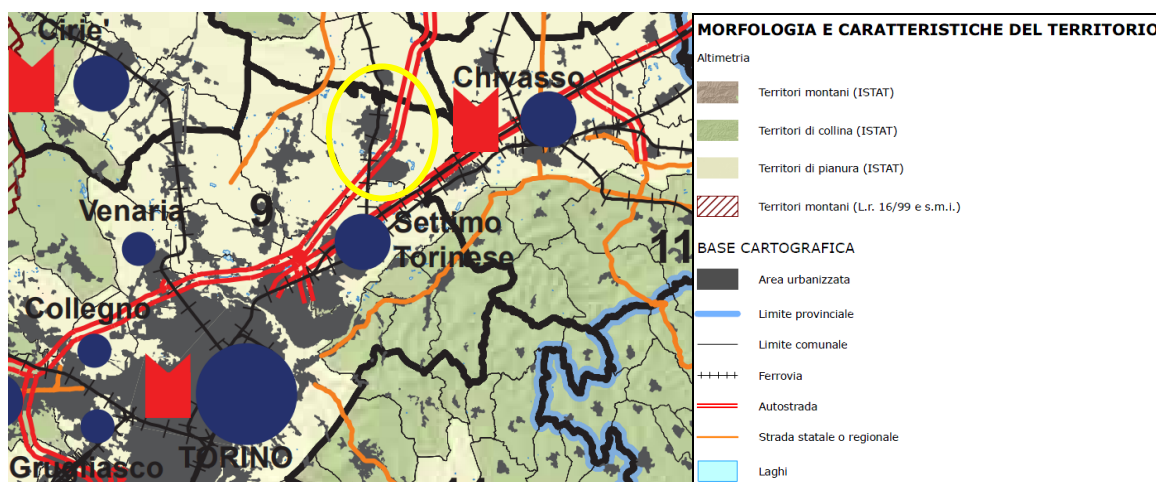 Cirie'
Chivasso
Venaria
9
Settimo
Torinese
11
Collegno
TORINO
Grugliasco
MORFOLOGIA E CARATTERISTICHE DEL TERRITORIO
Altimetria
Territori montani (ISTAT)
Territori di collina (ISTAT)
Territori di pianura (ISTAT)
Territori montani (L.r. 16/99 e s.m.i.)
BASE CARTOGRAFICA
Area urbanizzata
Limite provinciale
Limite comunale
Ferrovia
Autostrada
Strada statale o regionale
Laghi